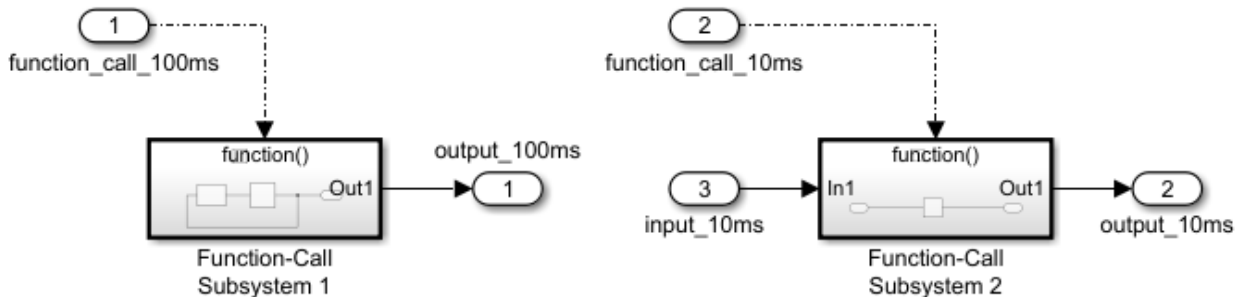 1
function_call_100ms
function()
Out1
output_100ms
1
Function-Call
Subsystem 1
2
function_call_10ms
3
input_10ms
function()
In1
Out1
2
output_10ms
Function-Call
Subsystem 2